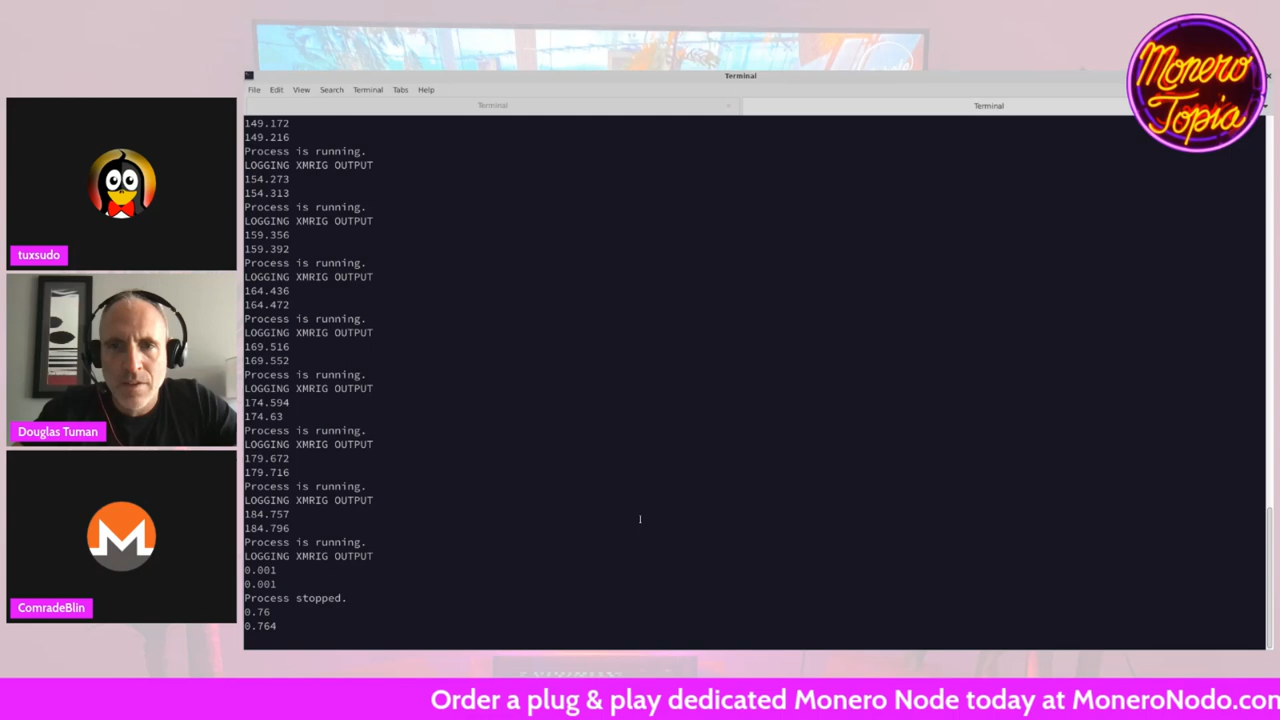 Terminal
Monero
Topia
File Edit View Search Terminal Tabs Help
Terminal
Terminal
149.172
149.216
Process is running.
LOGGING XMRIG OUTPUT
154.273
154.313
Process is running.
LOGGING XMRIG OUTPUT
159.356
159.392
Process is running.
LOGGING XMRIG OUTPUT
164.436
164.472
Process is running.
LOGGING XMRIG OUTPUT
169.516
169.552
Process is running.
LOGGING XMRIG OUTPUT
174.594
174.63
Process is running.
LOGGING XMRIG OUTPUT
179.672
179.716
Process is running.
LOGGING XMRIG OUTPUT
184.757
184.796
Process is running.
LOGGING XMRIG OUTPUT
0.001
0.001
Process stopped.
0.76
0.764
tuxsudo
Douglas Tuman
ComradeBlin
Order a plug & play dedicated Monero Node today at MoneroNodo.com